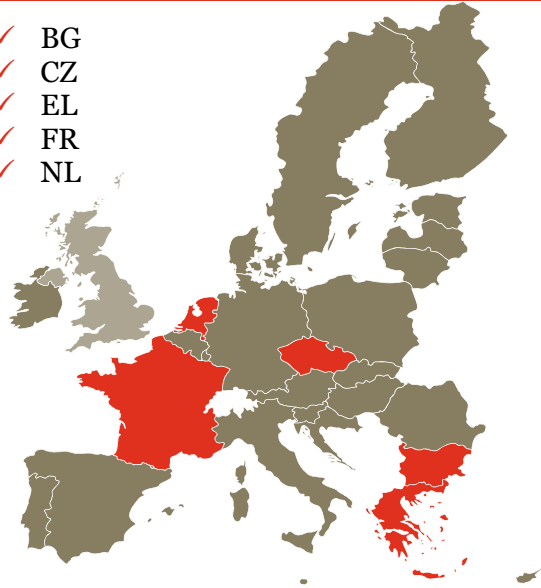 ✓ BG
✓ CZ
✓ EL
✓ FR
✓ NL